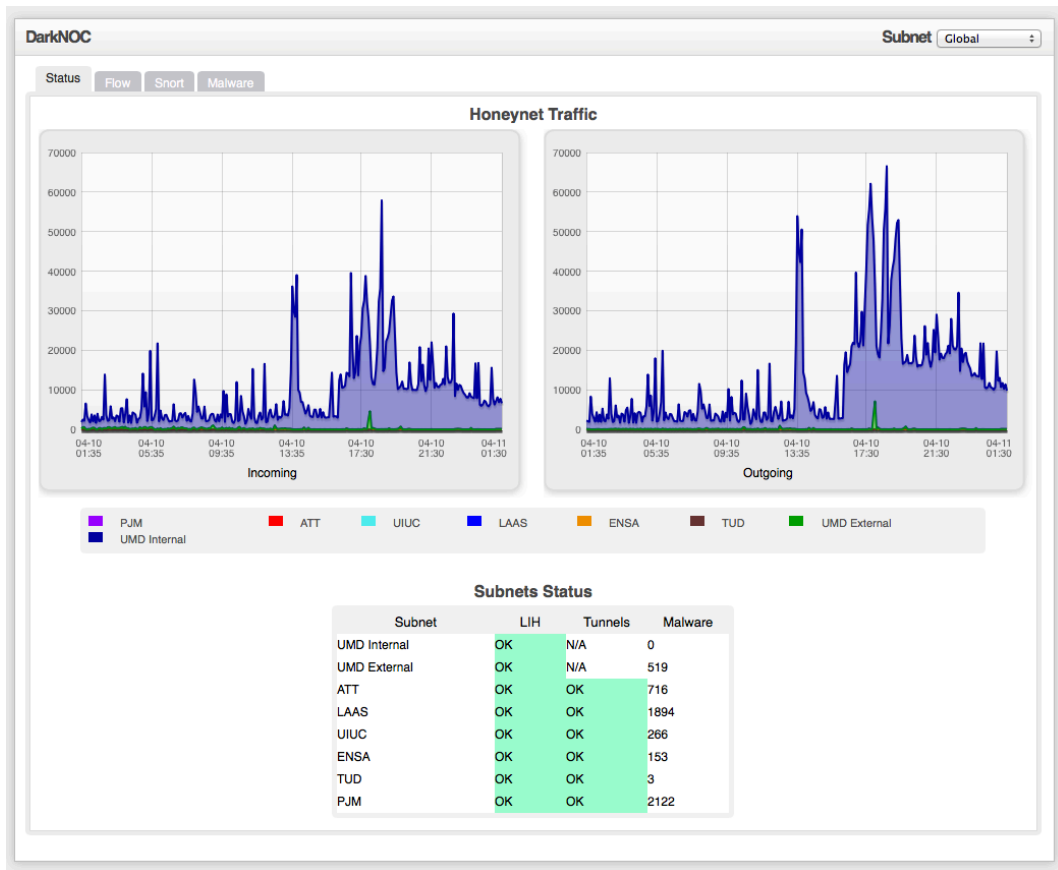 DarkNOC Subnet Global
Status Flow Snort Malware
Honeynet Traffic
70000
60000
50000
40000
30000
20000
10000
0
04-10 04-10 04-10 04-10 04-10 04-10 04-11
01:35 05:35 09:35 13:35 17:30 21:30 01:30
Incoming
70000
60000
50000
40000
30000
20000
10000
0
04-10 04-10 04-10 04-10 04-10 04-10 04-11
01:35 05:35 09:35 13:35 17:30 21:30 01:30
Outgoing
PJM ATT UIUC LAAS ENSA TUD UMD External
UMD Internal
Subnets Status
Subnet LIH Tunnels Malware
UMD Internal OK N/A 0
UMD External OK N/A 519
ATT OK OK 716
LAAS OK OK 1894
UIUC OK OK 266
ENSA OK OK 153
TUD OK OK 3
PJM OK OK 2122